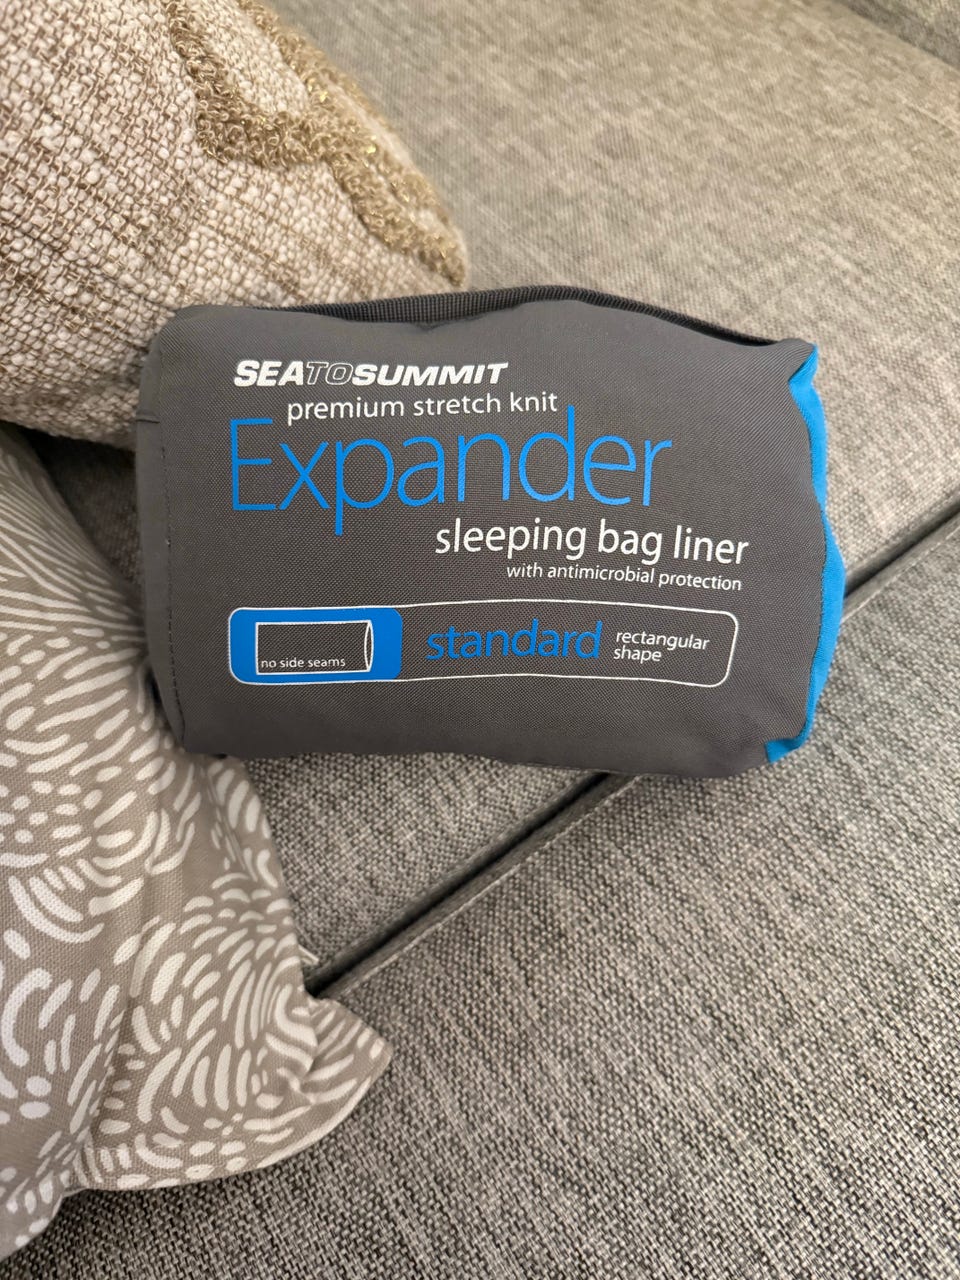 SEATOSUMMIT
premium stretch knit
Expander
sleeping bag liner
with antimicrobial protection
no side seams
standard
rectangular
shape